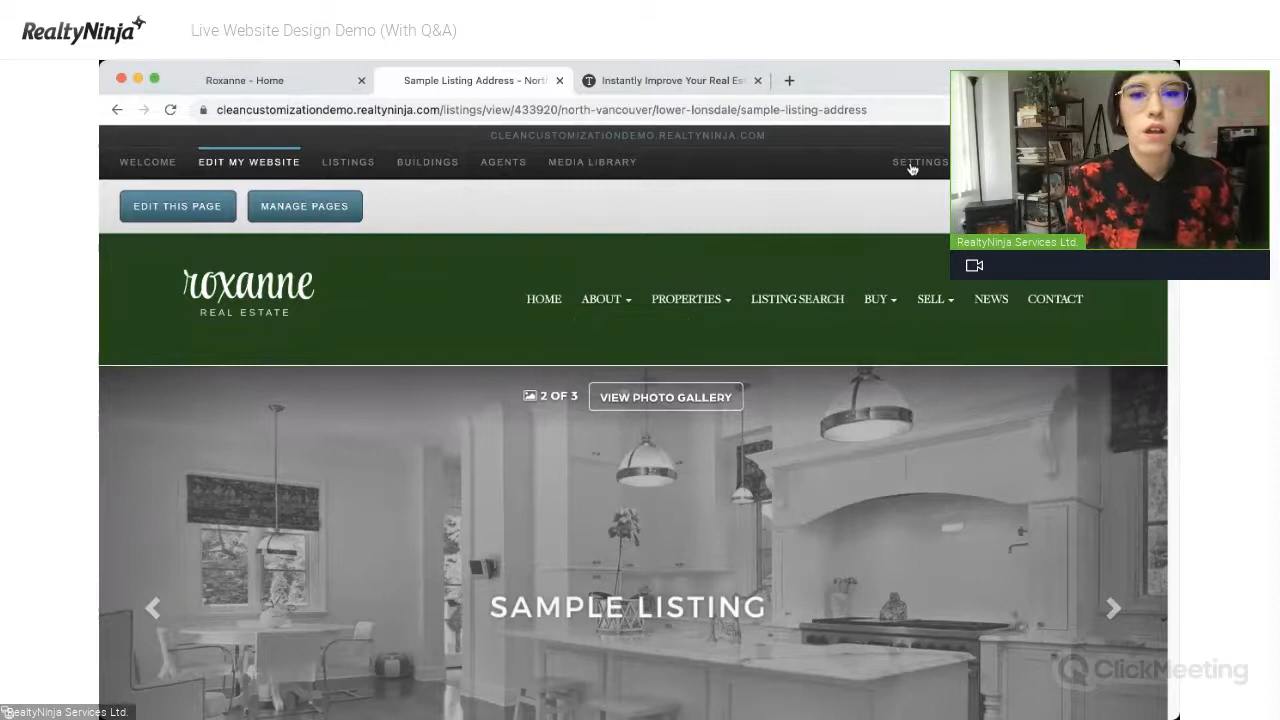 RealtyNinja
Live Website Design Demo (With Q&A)
Roxanne - Home
Sample Listing Address - Nort
Instantly Improve Your Real Es
cleancustomizationdemo.realtyninja.com/listings/view/433920/north-vancouver/lower-lonsdale/sample-listing-address
CLEANCUSTOMIZATIONDEMO.REALTYNINJA.COM
WELCOME EDIT MY WEBSITE LISTINGS BUILDINGS AGENTS MEDIA LIBRARY SETTINGS
EDIT THIS PAGE MANAGE PAGES
RealtyNinja Services Ltd.
roxanne
REAL ESTATE
HOME ABOUT PROPERTIES LISTING SEARCH BUY SELL NEWS CONTACT
2 OF 3 VIEW PHOTO GALLERY
SAMPLE LISTING
ClickMeeting
RealtyNinja Services Ltd.